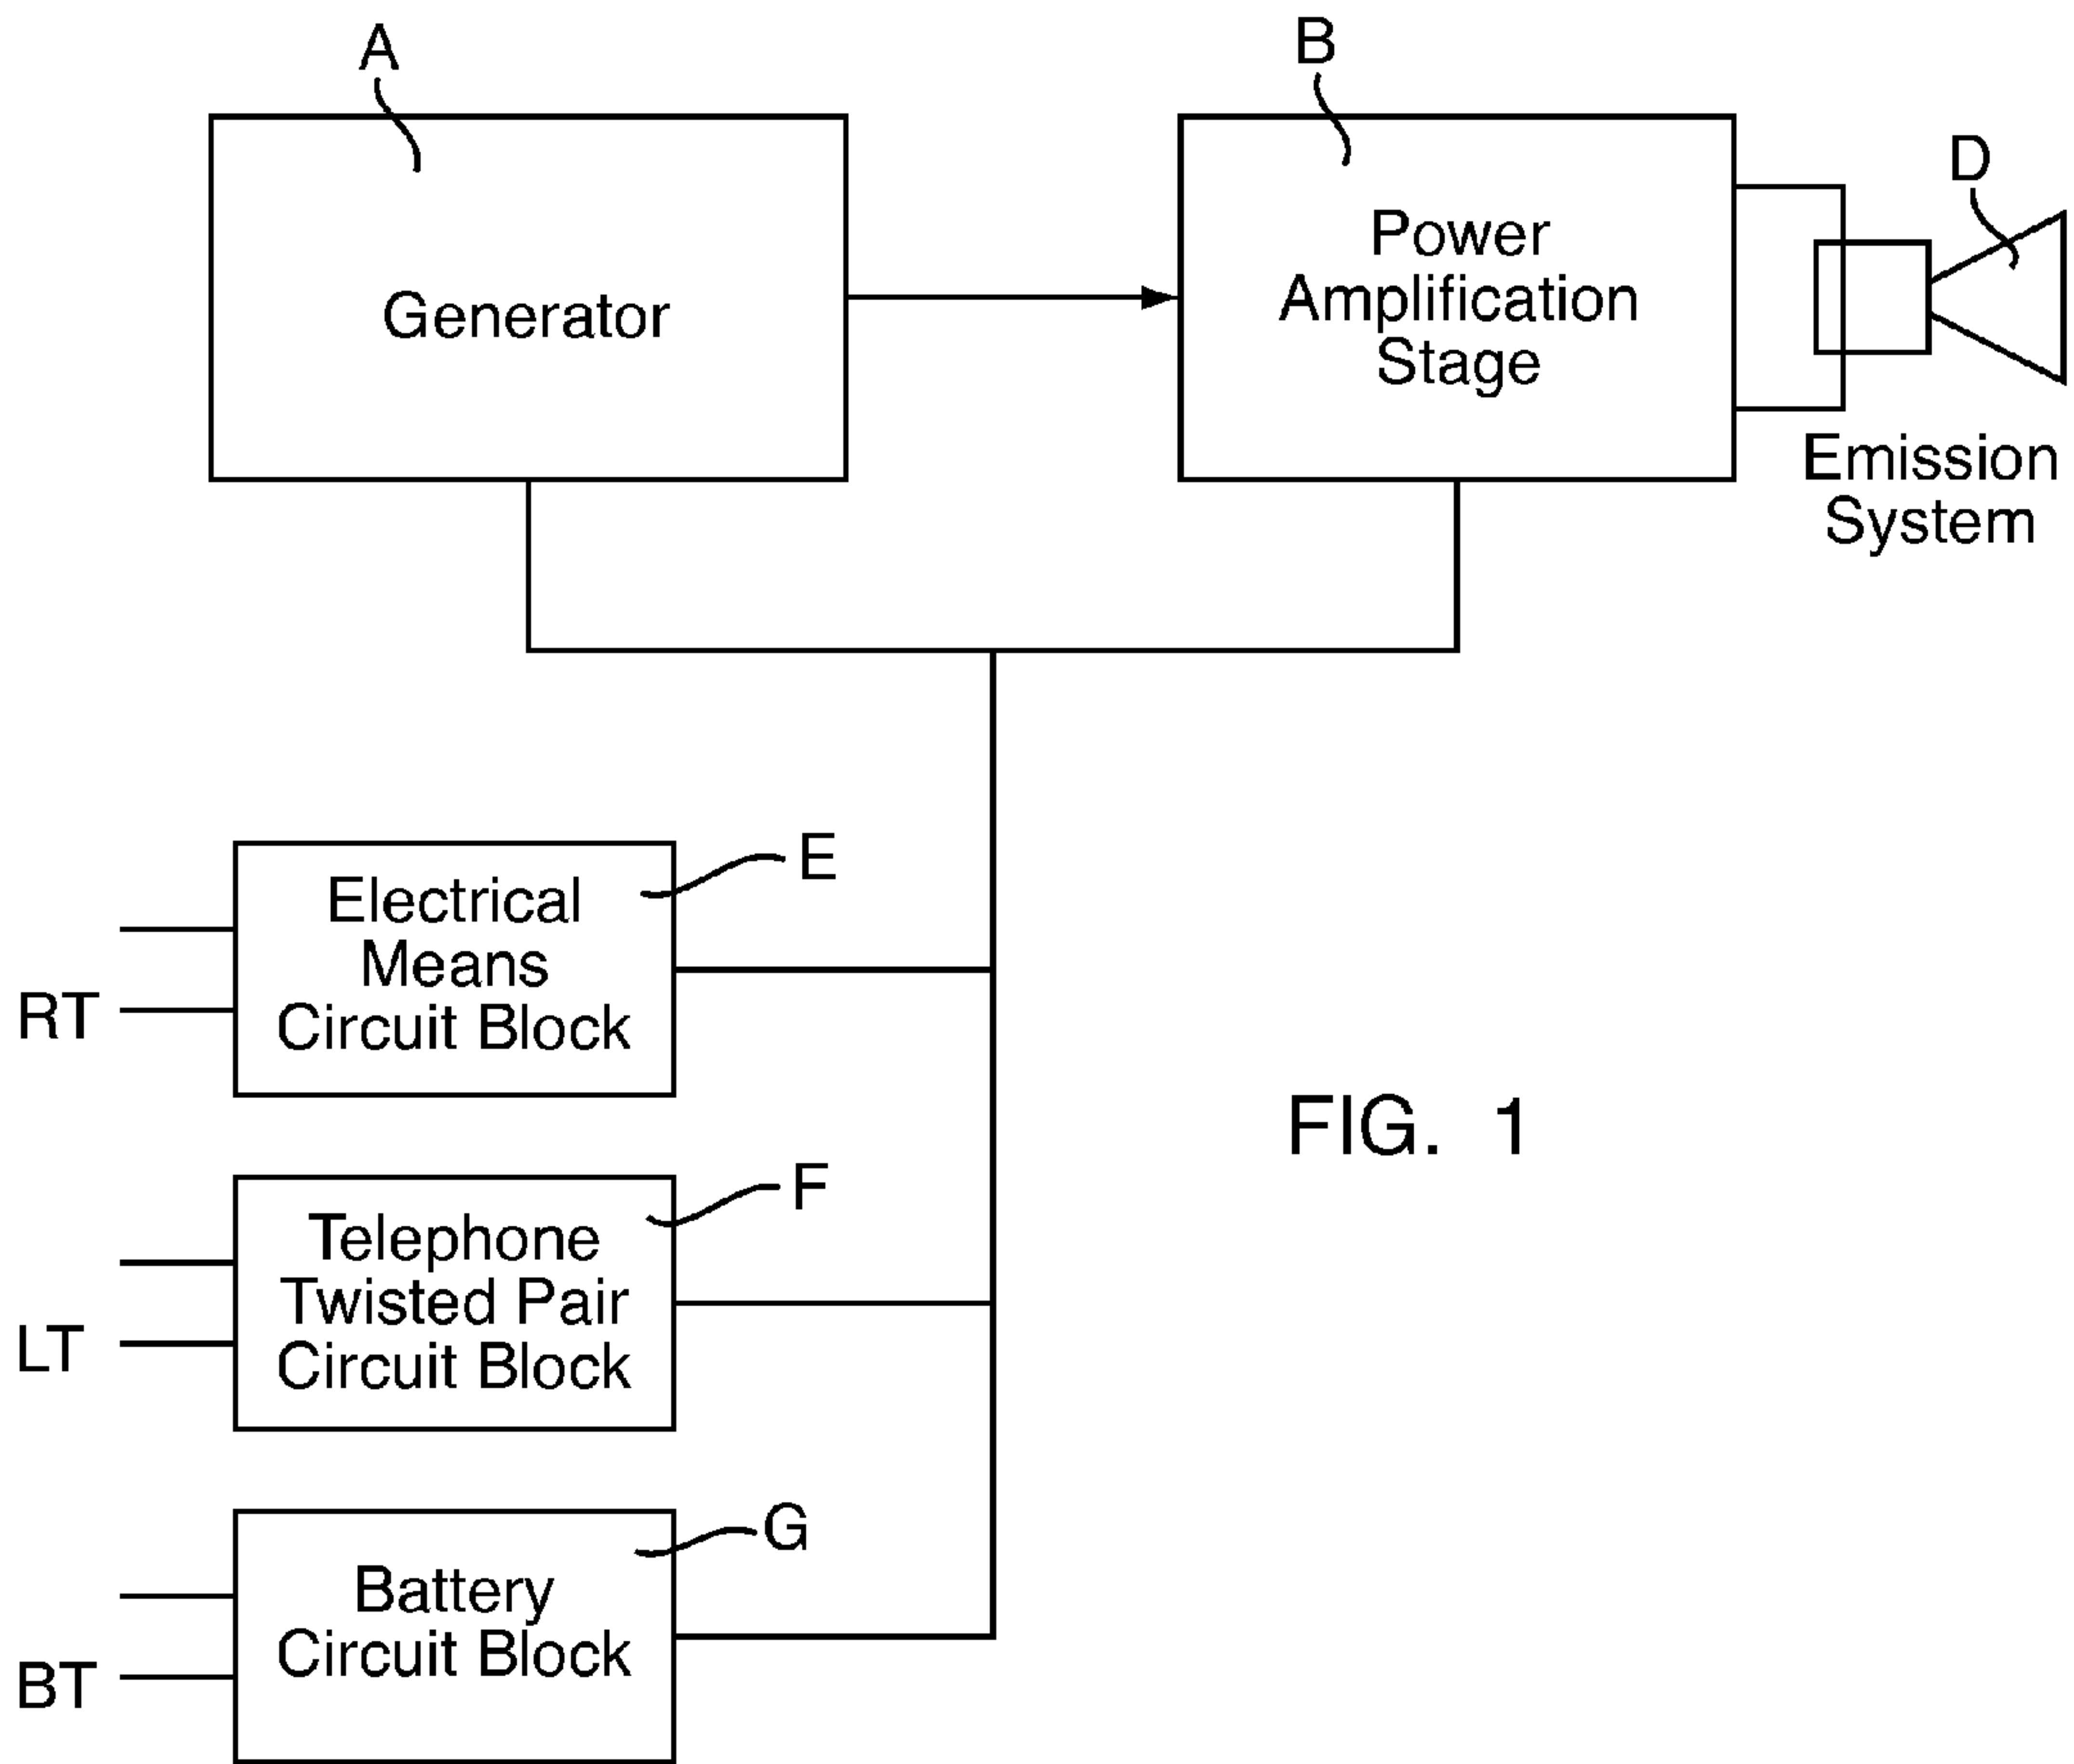 A
B
D
Generator
Power
Amplification
Stage
Emission
System
E
Electrical
Means
Circuit Block
RT
F
Telephone
Twisted Pair
Circuit Block
LT
FIG. 1
G
Battery
Circuit Block
BT